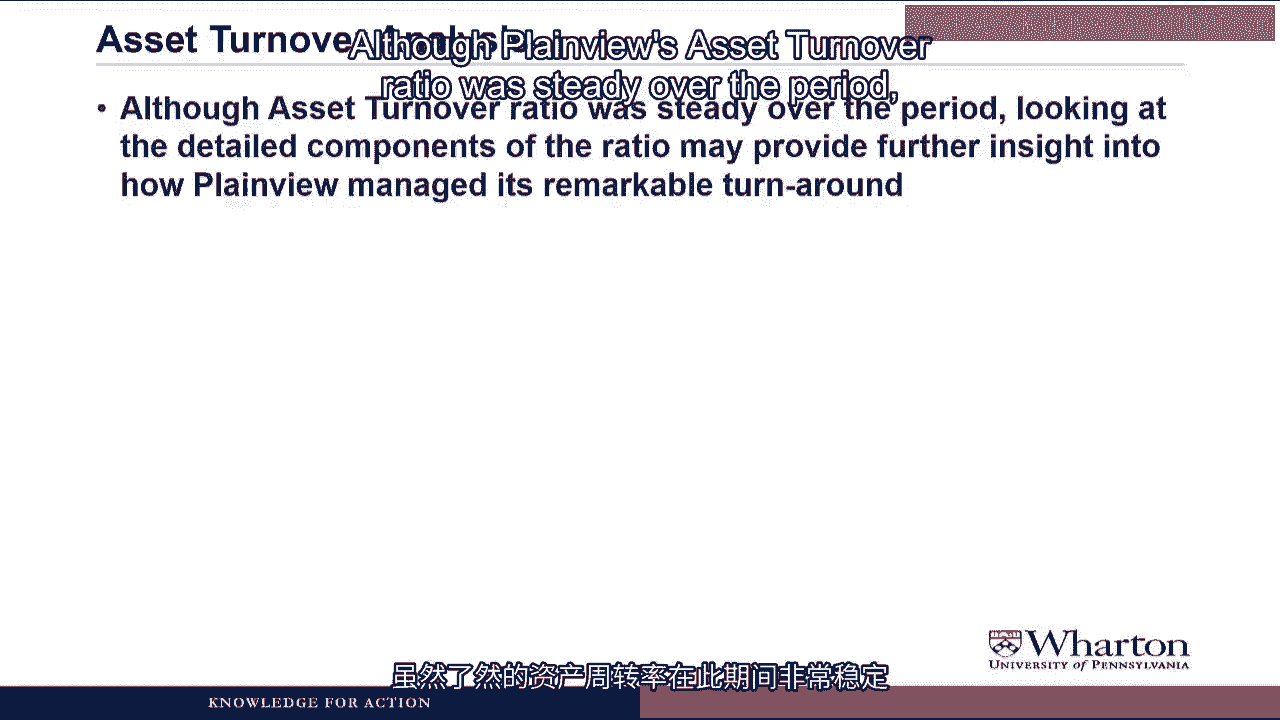 Asset Turnover Analysis
Although Plainview's Asset Turnover
ratio was steady over the period,
• Although Asset Turnover ratio was steady over the period, looking at
the detailed components of the ratio may provide further insight into
how Plainview managed its remarkable turn-around
Wharton
UNIVERSITY of PENNSYLVANIA
虽然了然的资产周转率在此期间非常稳定
KNOWLEDGE FOR ACTION